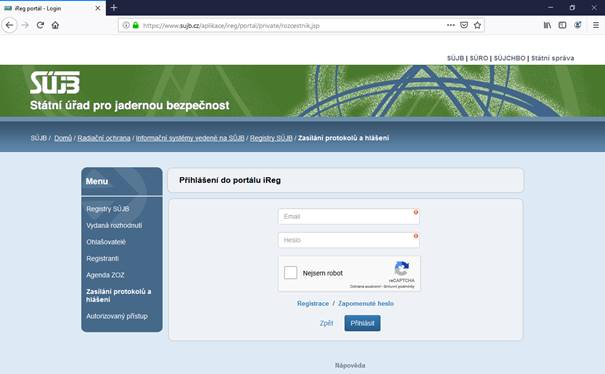 iReg portal - Login
https://www.sujb.cz/aplikace/ireg/portal/private/rozcestnik.jsp
SÚJB | SÚRO | SÚJCHBO | Státní správa
SÚJB
Státní úřad pro jadernou bezpečnost
SÚJB / Domů / Radiační ochrana / Informační systémy vedené na SÚJB / Registry SÚJB / Zasílání protokolů a hlášení
Menu
Registry SÚJB
Vydaná rozhodnutí
Ohlašovatelé
Registranti
Agenda ZOZ
Zasílání protokolů a
hlášení
Autorizovaný přístup
Přihlášení do portálu iReg
Email
Heslo
Nejsem robot
reCAPTCHA
Ochrana soukromí - Smluvní podmínky
Registrace / Zapomenuté heslo
Zpět
Přihlásit
Nápověda